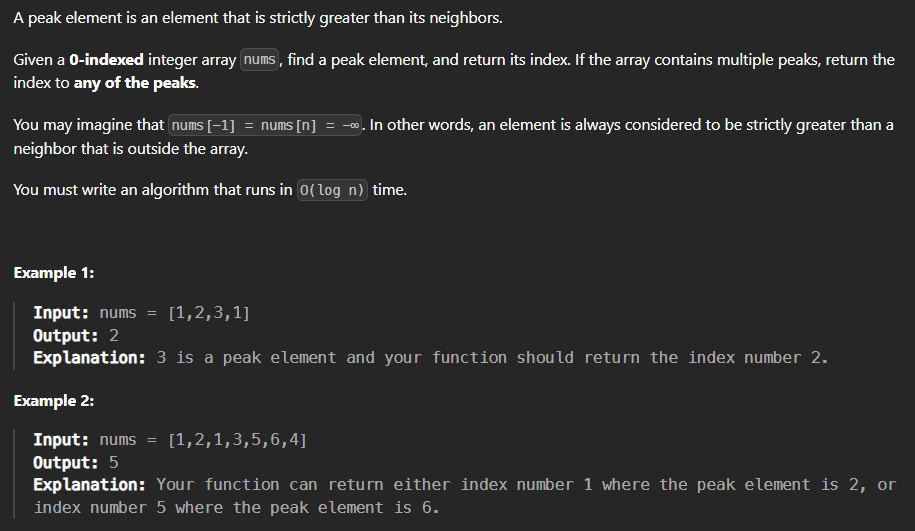 A peak element is an element that is strictly greater than its neighbors.
Given a 0-indexed integer array nums, find a peak element, and return its index. If the array contains multiple peaks, return the
index to any of the peaks.
You may imagine that nums[-1] = nums[n] = -∞. In other words, an element is always considered to be strictly greater than a
neighbor that is outside the array.
You must write an algorithm that runs in O(log n) time.
Example 1:
Input: nums = [1,2,3,1]
Output: 2
Explanation: 3 is a peak element and your function should return the index number 2.
Example 2:
Input: nums = [1,2,1,3,5,6,4]
Output: 5
Explanation: Your function can return either index number 1 where the peak element is 2, or
index number 5 where the peak element is 6.